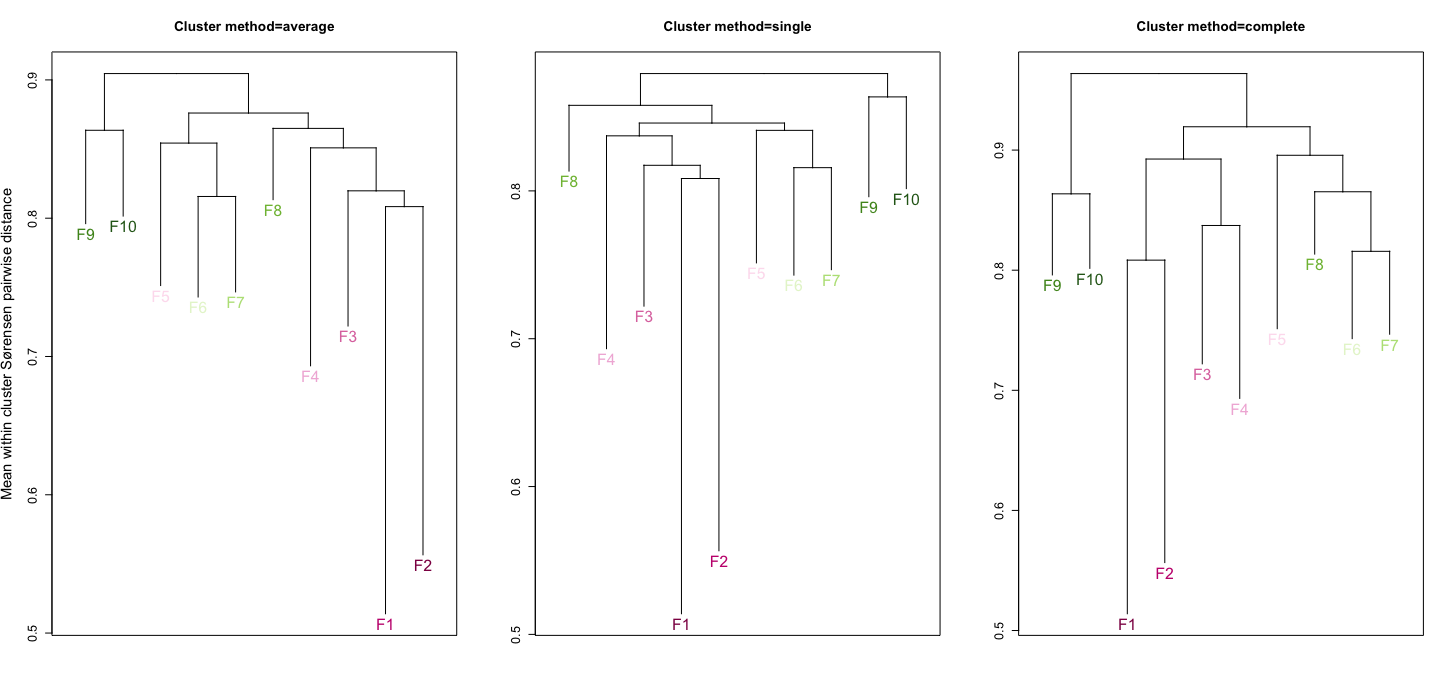 Cluster method=average
Cluster method=single
Cluster method=complete
Mean within cluster Sørensen pairwise distance
0.9
0.8
0.7
0.6
0.5
F9
F10
F5
F6
F7
F8
F4
F3
F1
F2
0.8
0.7
0.6
0.5
F8
F4
F3
F1
F2
F5
F6
F7
F9
F10
0.9
0.8
0.7
0.6
0.5
F9
F10
F1
F2
F3
F4
F5
F8
F6
F7